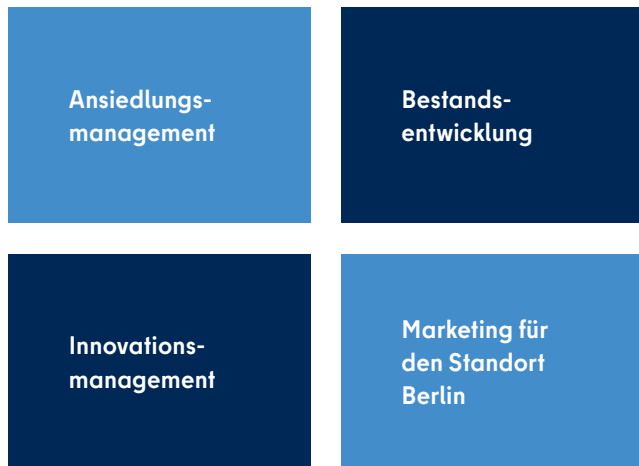 Ansiedlungs-
management
Bestands-
entwicklung
Innovations-
management
Marketing für
den Standort
Berlin